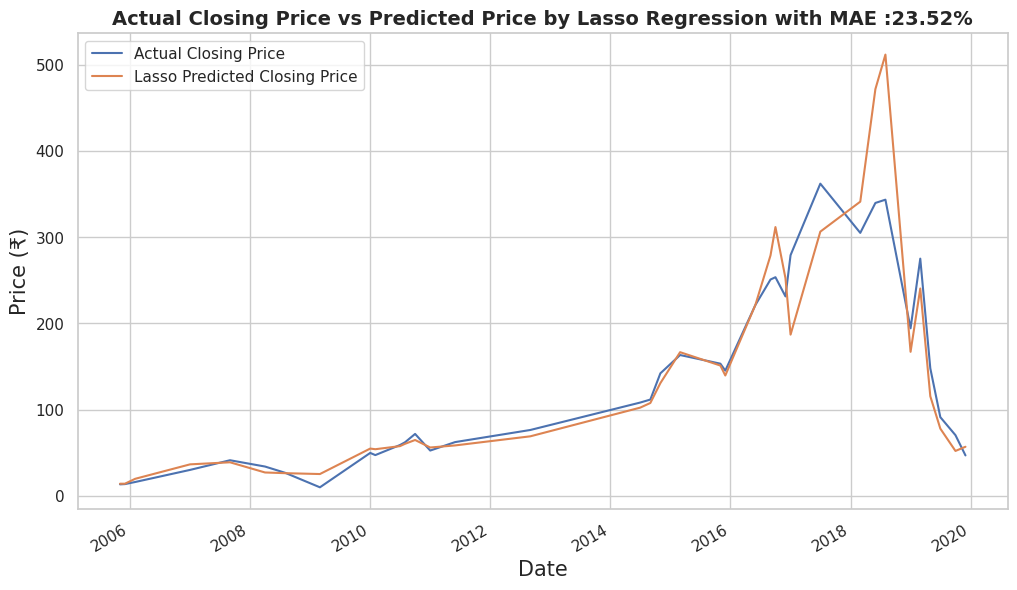 Actual Closing Price vs Predicted Price by Lasso Regression with MAE :23.52%
Actual Closing Price
Lasso Predicted Closing Price
Price (₹)
500
400
300
200
100
0
2006
2008
2010
2012
2014
2016
2018
2020
Date